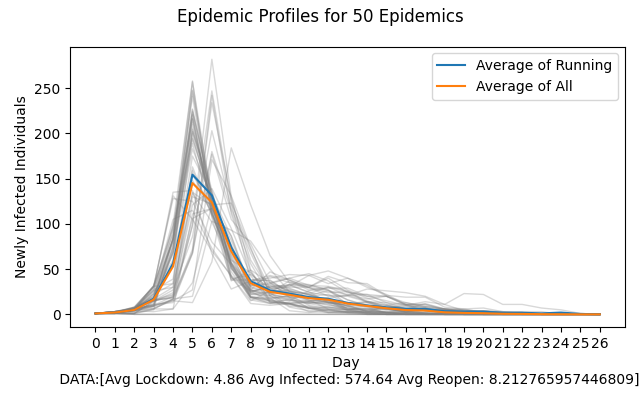 Epidemic Profiles for 50 Epidemics
Average of Running
Average of All
Newly Infected Individuals
250
200
150
100
50
0
0 1 2 3 4 5 6 7 8 9 10 11 12 13 14 15 16 17 18 19 20 21 22 23 24 25 26
Day
DATA:[Avg Lockdown: 4.86 Avg Infected: 574.64 Avg Reopen: 8.212765957446809]